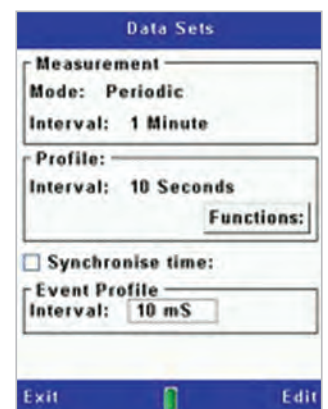 Data Sets
Measurement
Mode: Periodic
Interval: 1 Minute
Profile:
Interval: 10 Seconds
Functions:
Synchronise time:
Event Profile
Interval: 10 mS
Exit Edit